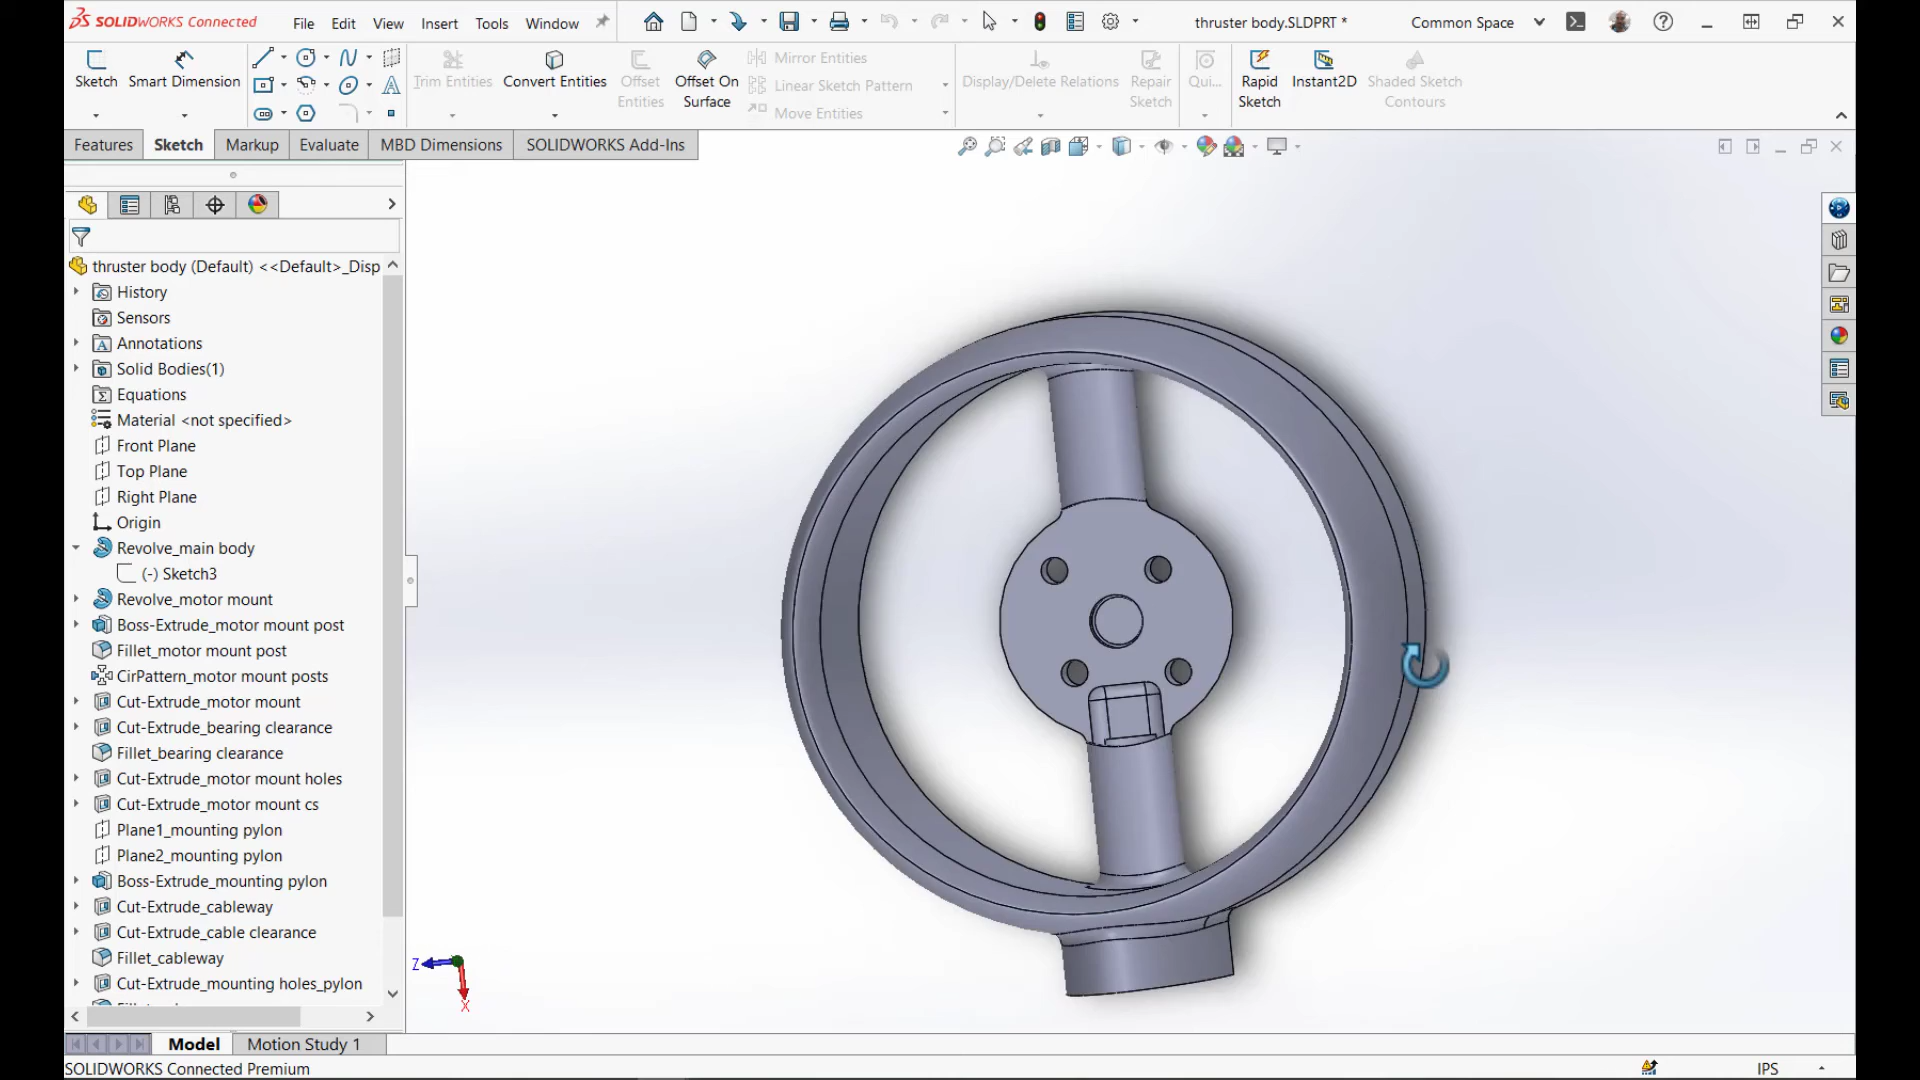 SOLIDWORKS Connected
File Edit View Insert Tools Window
thruster body.SLDPRT *
Common Space
Sketch
Smart Dimension
Trim Entities
Convert Entities
Offset Entities
Offset On Surface
Mirror Entities
Linear Sketch Pattern
Move Entities
Display/Delete Relations
Repair Sketch
Qui...
Rapid Sketch
Instant2D
Shaded Sketch Contours
Features Sketch Markup Evaluate MBD Dimensions SOLIDWORKS Add-Ins
thruster body (Default) <<Default>_Disp
History
Sensors
Annotations
Solid Bodies(1)
Equations
Material <not specified>
Front Plane
Top Plane
Right Plane
Origin
Revolve_main body
(-) Sketch3
Revolve_motor mount
Boss-Extrude_motor mount post
Fillet_motor mount post
CirPattern_motor mount posts
Cut-Extrude_motor mount
Cut-Extrude_bearing clearance
Fillet_bearing clearance
Cut-Extrude_motor mount holes
Cut-Extrude_motor mount cs
Plane1_mounting pylon
Plane2_mounting pylon
Boss-Extrude_mounting pylon
Cut-Extrude_cableway
Cut-Extrude_cable clearance
Fillet_cableway
Cut-Extrude_mounting holes_pylon
Z
X
Model Motion Study 1
SOLIDWORKS Connected Premium
IPS